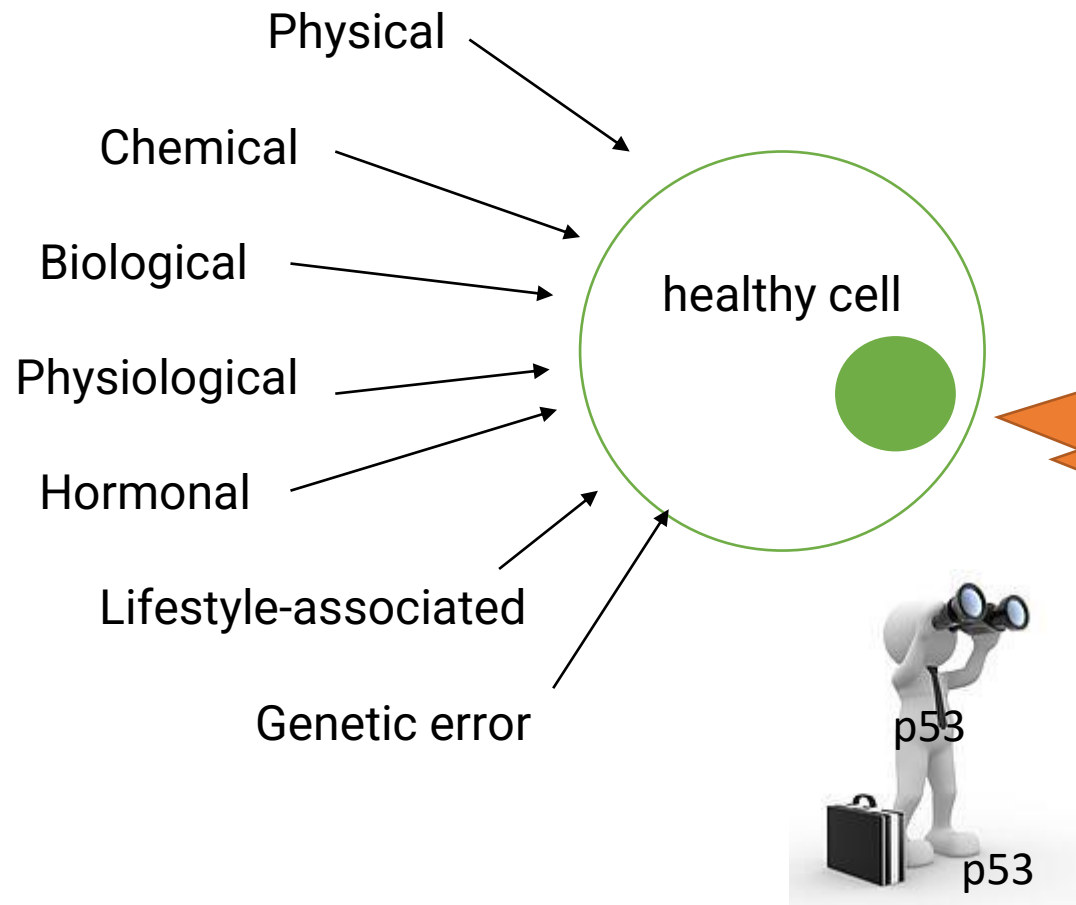 Physical
Chemical
Biological
healthy cell
Physiological
Hormonal
Lifestyle-associated
Genetic error
p53
p53